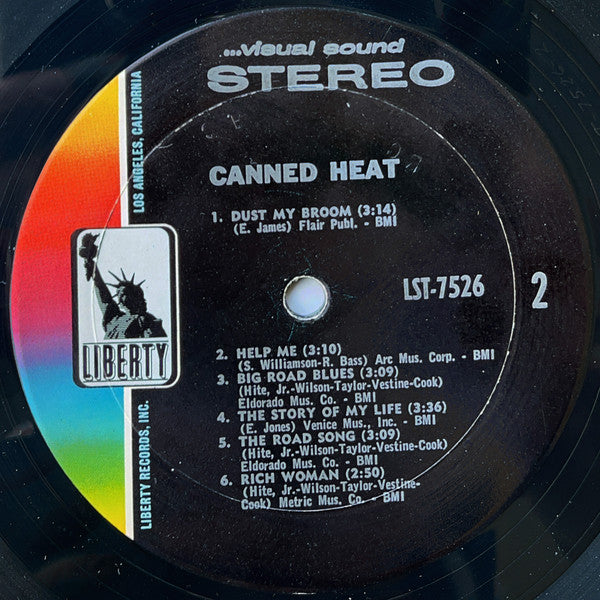 ...visual sound
STEREO
CANNED HEAT
1. DUST MY BROOM (3:14)
(E. James) Flair Publ. - BMI
LST-7526
2
2. HELP ME (3:10)
(S. Williamson-R. Bass) Arc Mus. Corp. - BMI
3. BIG ROAD BLUES (3:09)
(Hite, Jr.-Wilson-Taylor-Vestine-Cook)
Eldorado Mus. Co. - BMI
4. THE STORY OF MY LIFE (3:36)
(E. Jones) Venice Mus., Inc. - BMI
5. THE ROAD SONG (3:09)
(Hite, Jr.-Wilson-Taylor-Vestine-Cook)
Eldorado Mus. Co. - BMI
6. RICH WOMAN (2:50)
(Hite, Jr.-Wilson-Taylor-Vestine-
Cook) Metric Mus. Co. - BMI
LIBERTY
LIBERTY RECORDS, INC.
LOS ANGELES, CALIFORNIA